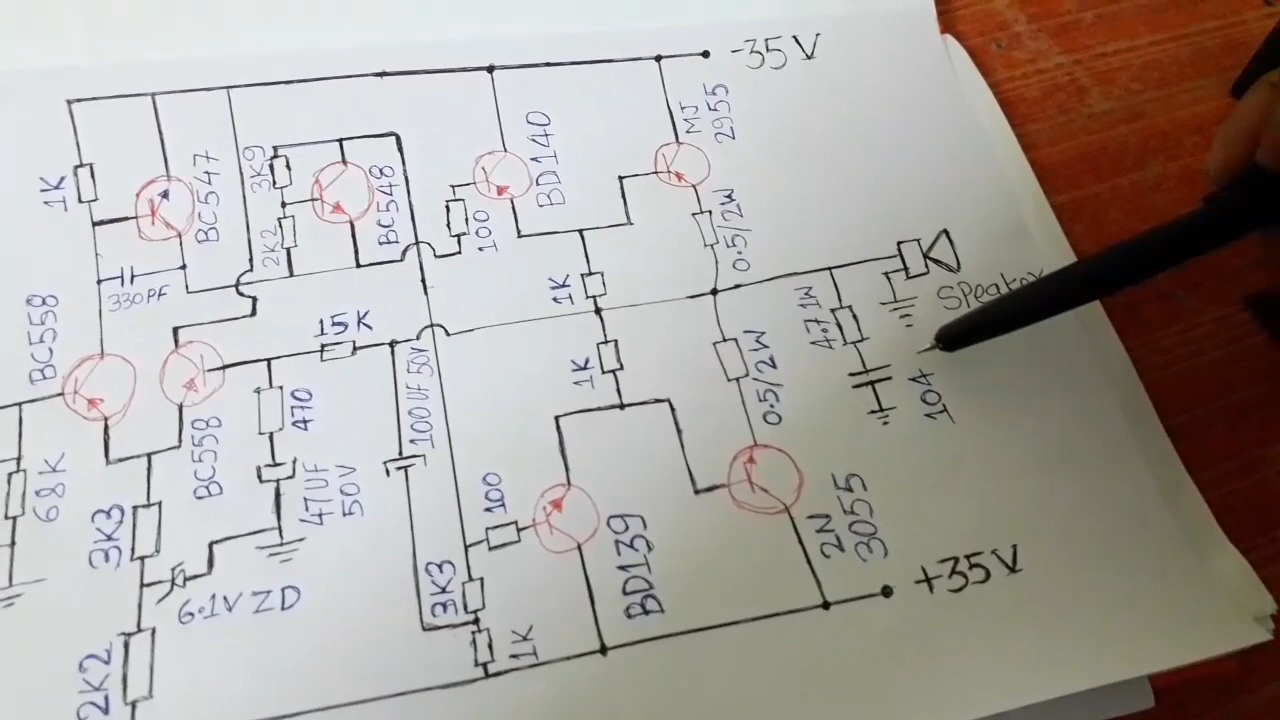 -35V
1K
BC547
3K9
2K2
BC548
BD140
MJ
2955
100
0.5/2W
330PF
BC558
15K
1K
4.7 1W
Speaker
104
BC558
470
47UF
50V
100UF 50V
1K
0.5/2W
68K
3K3
6.1V ZD
100
BD139
2N
3055
+35V
3K3
1K
2K2